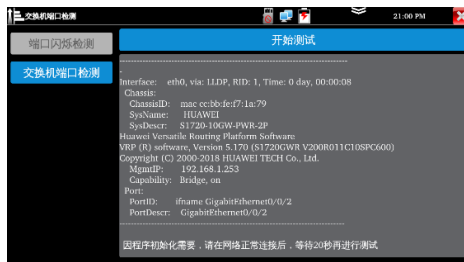 交换机端口检测
21:00 PM
端口闪烁检测
开始测试
交换机端口检测
-------------------------------------------------------------------------------
-
Interface: eth0, via: LLDP, RID: 1, Time: 0 day, 00:00:08
Chassis:
ChassisID: mac cc:bb:fe:f7:1a:79
SysName: HUAWEI
SysDescr: S1720-10GW-PWR-2P
Huawei Versatile Routing Platform Software
VRP (R) software, Version 5.170 (S1720GWR V200R011C10SPC600)
Copyright (C) 2000-2018 HUAWEI TECH Co., Ltd.
MgmtIP: 192.168.1.253
Capability: Bridge, on
Port:
PortID: ifname GigabitEthernet0/0/2
PortDescr: GigabitEthernet0/0/2
-------------------------------------------------------------------------------
因程序初始化需要，请在网络正常连接后，等待20秒再进行测试